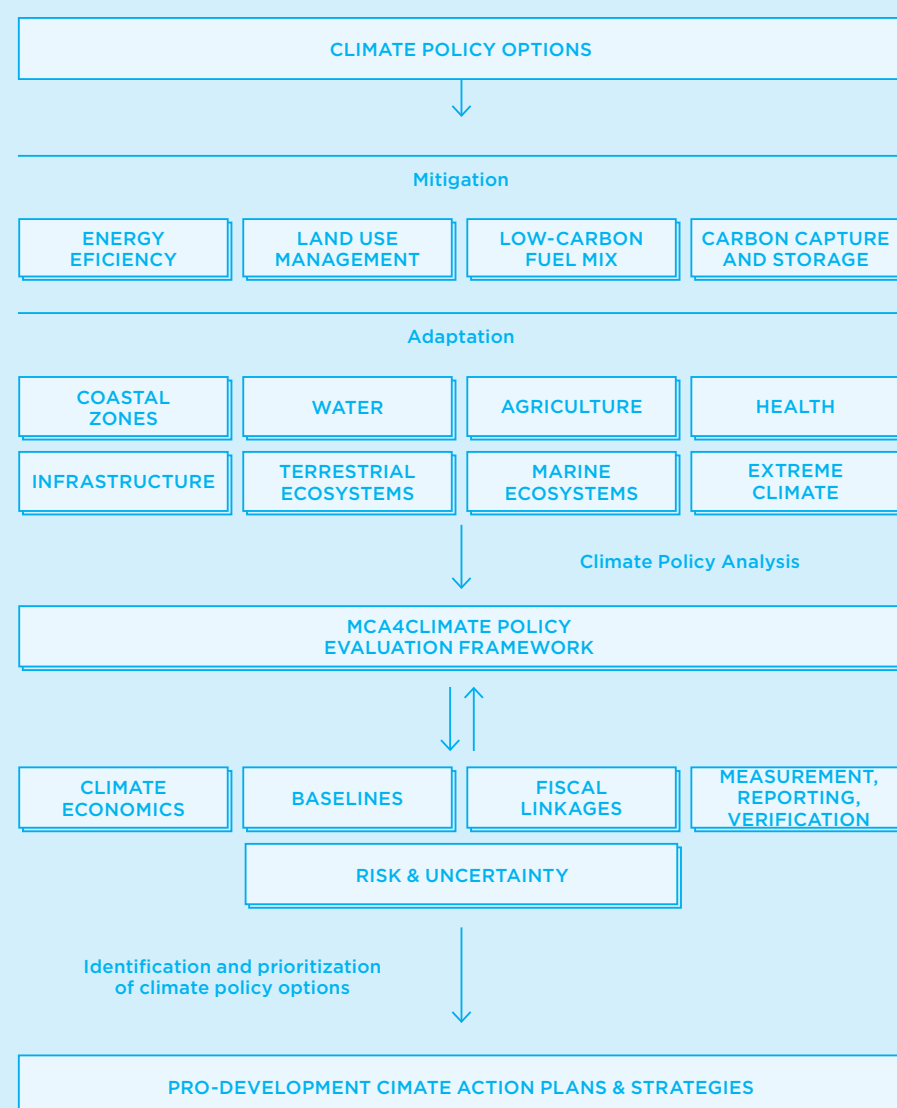 CLIMATE POLICY OPTIONS
Mitigation
ENERGY
EFICIENCY
LAND USE
MANAGEMENT
LOW-CARBON
FUEL MIX
CARBON CAPTURE
AND STORAGE
Adaptation
COASTAL
ZONES
WATER
AGRICULTURE
HEALTH
INFRASTRUCTURE
TERRESTRIAL
ECOSYSTEMS
MARINE
ECOSYSTEMS
EXTREME
CLIMATE
Climate Policy Analysis
MCA4CLIMATE POLICY
EVALUATION FRAMEWORK
CLIMATE
ECONOMICS
BASELINES
FISCAL
LINKAGES
MEASUREMENT,
REPORTING,
VERIFICATION
RISK & UNCERTAINTY
Identification and prioritization
of climate policy options
PRO-DEVELOPMENT CIMATE ACTION PLANS & STRATEGIES